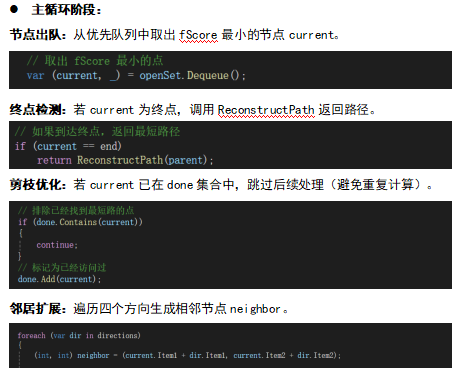 ● 主循环阶段：
节点出队：从优先队列中取出 fScore 最小的节点 current。
// 取出 fScore 最小的点
var (current, _) = openSet.Dequeue();
终点检测：若 current 为终点，调用 ReconstructPath 返回路径。
// 如果到达终点，返回最短路径
if (current == end)
return ReconstructPath(parent);
剪枝优化：若 current 已在 done 集合中，跳过后续处理（避免重复计算）。
// 排除已经找到最短路的点
if (done.Contains(current))
{
continue;
}
// 标记为已经访问过
done.Add(current);
邻居扩展：遍历四个方向生成相邻节点 neighbor。
foreach (var dir in directions)
{
(int, int) neighbor = (current.Item1 + dir.Item1, current.Item2 + dir.Item2);